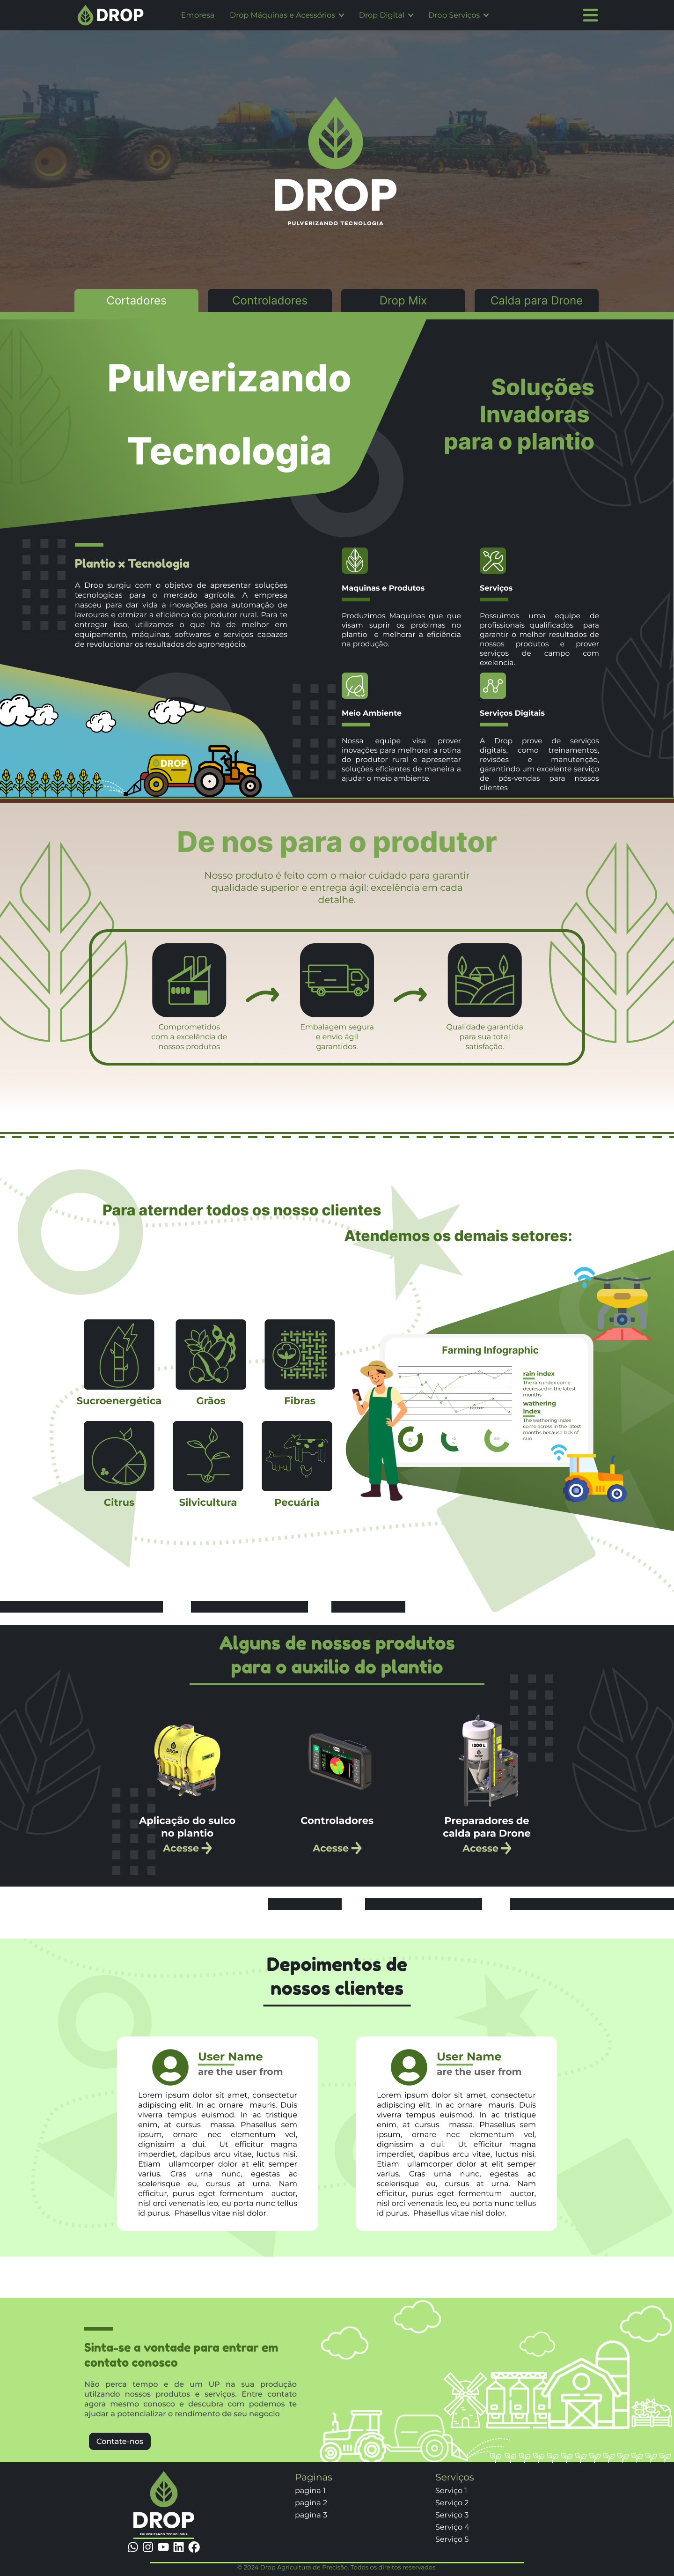 DROP
Empresa
Drop Máquinas e Acessórios
Drop Digital
Drop Serviços
DROP
PULVERIZANDO TECNOLOGIA
Cortadores
Controladores
Drop Mix
Calda para Drone
Pulverizando
Tecnologia
Soluções
Invadoras
para o plantio
Plantio x Tecnologia
A Drop surgiu com o objetvo de apresentar soluções
tecnologicas para o mercado agrícola. A empresa
nasceu para dar vida a inovações para automação de
lavouras e otimizar a eficiênca do produtor rural. Para te
entregar isso, utilizamos o que há de melhor em
equipamento, máquinas, softwares e serviços capazes
de revolucionar os resultados do agronegócio.
Maquinas e Produtos
Produzimos Maquinas que que
visam suprir os problmas no
plantio e melhorar a eficiência
na produção.
Serviços
Possuimos uma equipe de
profissionais qualificados para
garantir o melhor resultados de
nossos produtos e prover
serviços de campo com
exelencia.
Meio Ambiente
Nossa equipe visa prover
inovações para melhorar a rotina
do produtor rural e apresentar
soluções eficientes de maneira a
ajudar o meio ambiente.
Serviços Digitais
A Drop prove de serviços
digitais, como treinamentos,
revisões e manutenção,
garantindo um excelente serviço
de pós-vendas para nossos
clientes
DROP
De nos para o produtor
Nosso produto é feito com o maior cuidado para garantir
qualidade superior e entrega ágil: excelência em cada
detalhe.
Comprometidos
com a excelência de
nossos produtos
Embalagem segura
e envio ágil
garantidos.
Qualidade garantida
para sua total
satisfação.
Para aternder todos os nosso clientes
Atendemos os demais setores:
Sucroenergética
Grãos
Fibras
Citrus
Silvicultura
Pecuária
Farming Infographic
rain index
The rain index come
decressed in the latest
months
wathering
index
The wathering index
come across in the latest
months because lack of
rain
Alguns de nossos produtos
para o auxilio do plantio
DROP
200 L
Aplicação do sulco
no plantio
Acesse
Controladores
Acesse
Preparadores de
calda para Drone
Acesse
Depoimentos de
nossos clientes
User Name
are the user from
Lorem ipsum dolor sit amet, consectetur
adipiscing elit. In ac ornare mauris. Duis
viverra tempus euismod. In ac tristique
enim, at cursus massa. Phasellus sem
ipsum, ornare nec elementum vel,
dignissim a dui. Ut efficitur magna
imperdiet, dapibus arcu vitae, luctus nisi.
Etiam ullamcorper dolor at elit semper
varius. Cras urna nunc, egestas ac
scelerisque eu, cursus at urna. Nam
efficitur, purus eget fermentum auctor,
nisl orci venenatis leo, eu porta nunc tellus
id purus. Phasellus vitae nisl dolor.
User Name
are the user from
Lorem ipsum dolor sit amet, consectetur
adipiscing elit. In ac ornare mauris. Duis
viverra tempus euismod. In ac tristique
enim, at cursus massa. Phasellus sem
ipsum, ornare nec elementum vel,
dignissim a dui. Ut efficitur magna
imperdiet, dapibus arcu vitae, luctus nisi.
Etiam ullamcorper dolor at elit semper
varius. Cras urna nunc, egestas ac
scelerisque eu, cursus at urna. Nam
efficitur, purus eget fermentum auctor,
nisl orci venenatis leo, eu porta nunc tellus
id purus. Phasellus vitae nisl dolor.
Sinta-se a vontade para entrar em
contato conosco
Não perca tempo e de um UP na sua produção
utilzando nossos produtos e serviços. Entre contato
agora mesmo conosco e descubra com podemos te
ajudar a potencializar o rendimento de seu negocio
Contate-nos
DROP
PULVERIZANDO TECNOLOGIA
Paginas
pagina 1
pagina 2
pagina 3
Serviços
Serviço 1
Serviço 2
Serviço 3
Serviço 4
Serviço 5
© 2024 Drop Agricultura de Precisão. Todos os direitos reservados